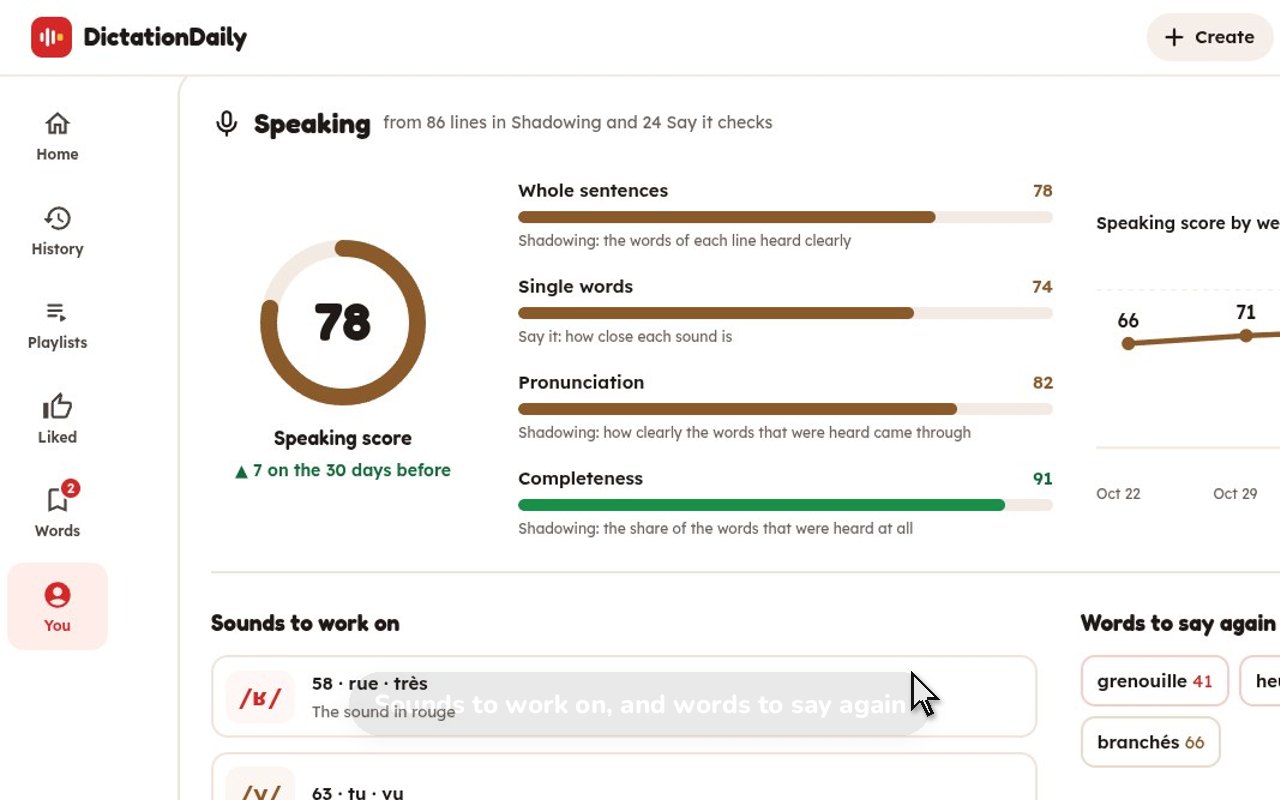 DictationDaily
Create
Home
History
Playlists
Liked
2
Words
You
Speaking from 86 lines in Shadowing and 24 Say it checks
78
Speaking score
▲ 7 on the 30 days before
Whole sentences 78
Shadowing: the words of each line heard clearly
Single words 74
Say it: how close each sound is
Pronunciation 82
Shadowing: how clearly the words that were heard came through
Completeness 91
Shadowing: the share of the words that were heard at all
Speaking score by we
66 71
Oct 22 Oct 29
Sounds to work on
/ʁ/
58 · rue · très
The sound in rouge
Sounds to work on, and words to say again
/y/
63 · tu · vu
Words to say again
grenouille 41
heu
branchés 66